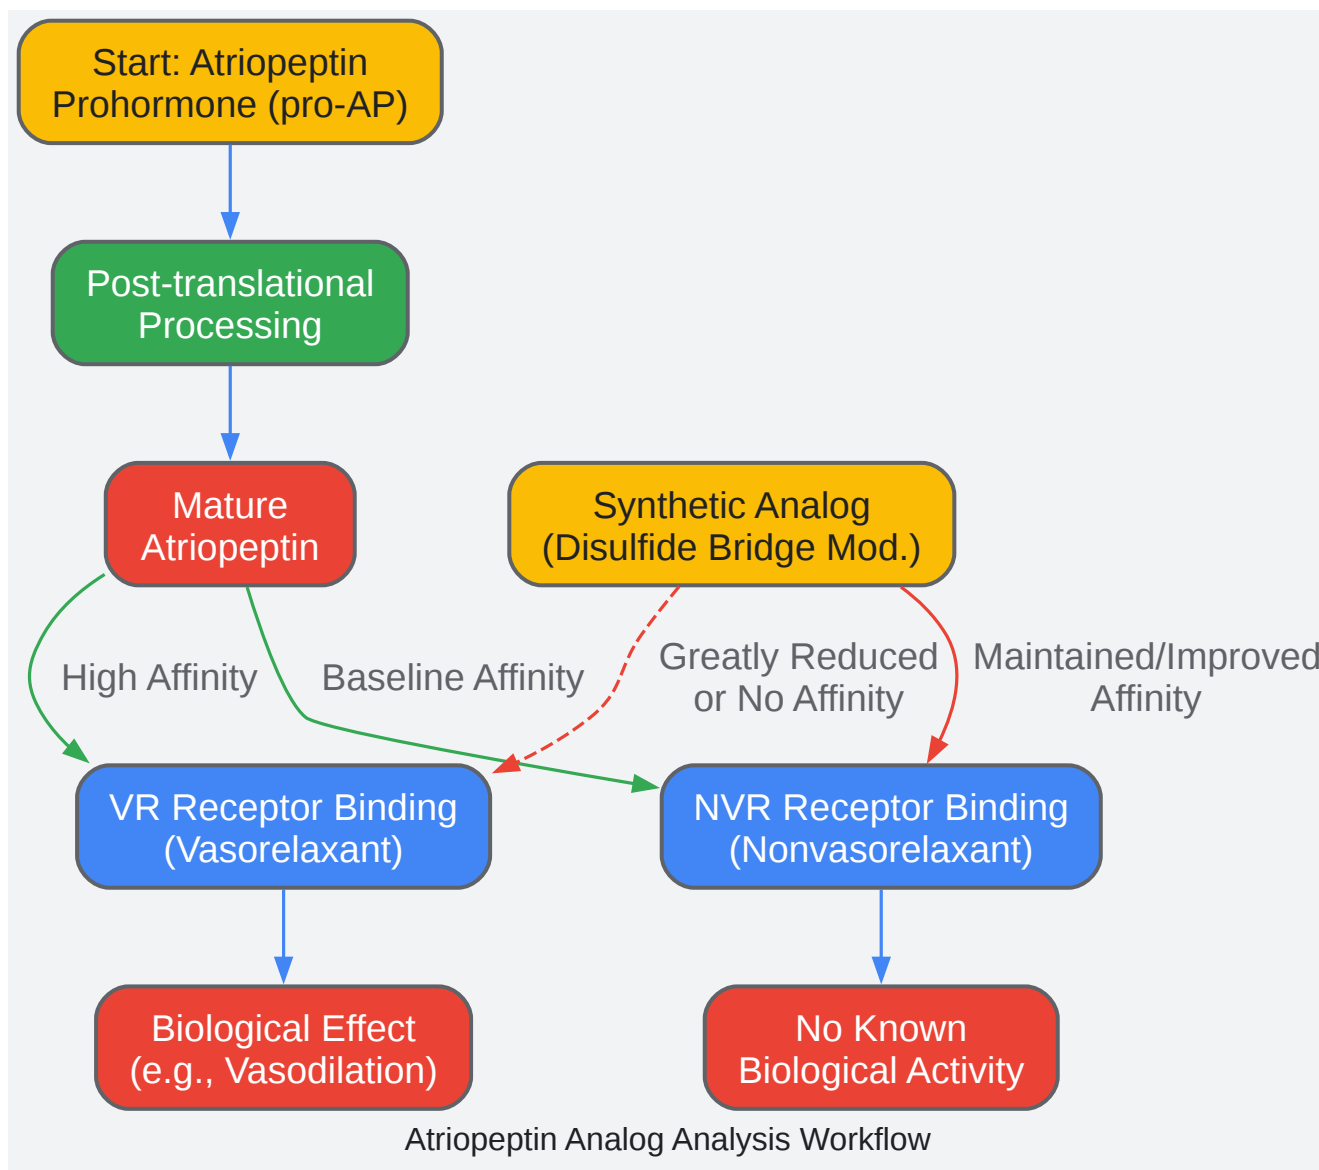 Start: Atriopeptin
Prohormone (pro-AP)
Post-translational
Processing
Mature
Atriopeptin
Synthetic Analog
(Disulfide Bridge Mod.)
High Affinity
Baseline Affinity
Greatly Reduced
or No Affinity
Maintained/Improved
Affinity
VR Receptor Binding
(Vasorelaxant)
NVR Receptor Binding
(Nonvasorelaxant)
Biological Effect
(e.g., Vasodilation)
No Known
Biological Activity
Atriopeptin Analog Analysis Workflow